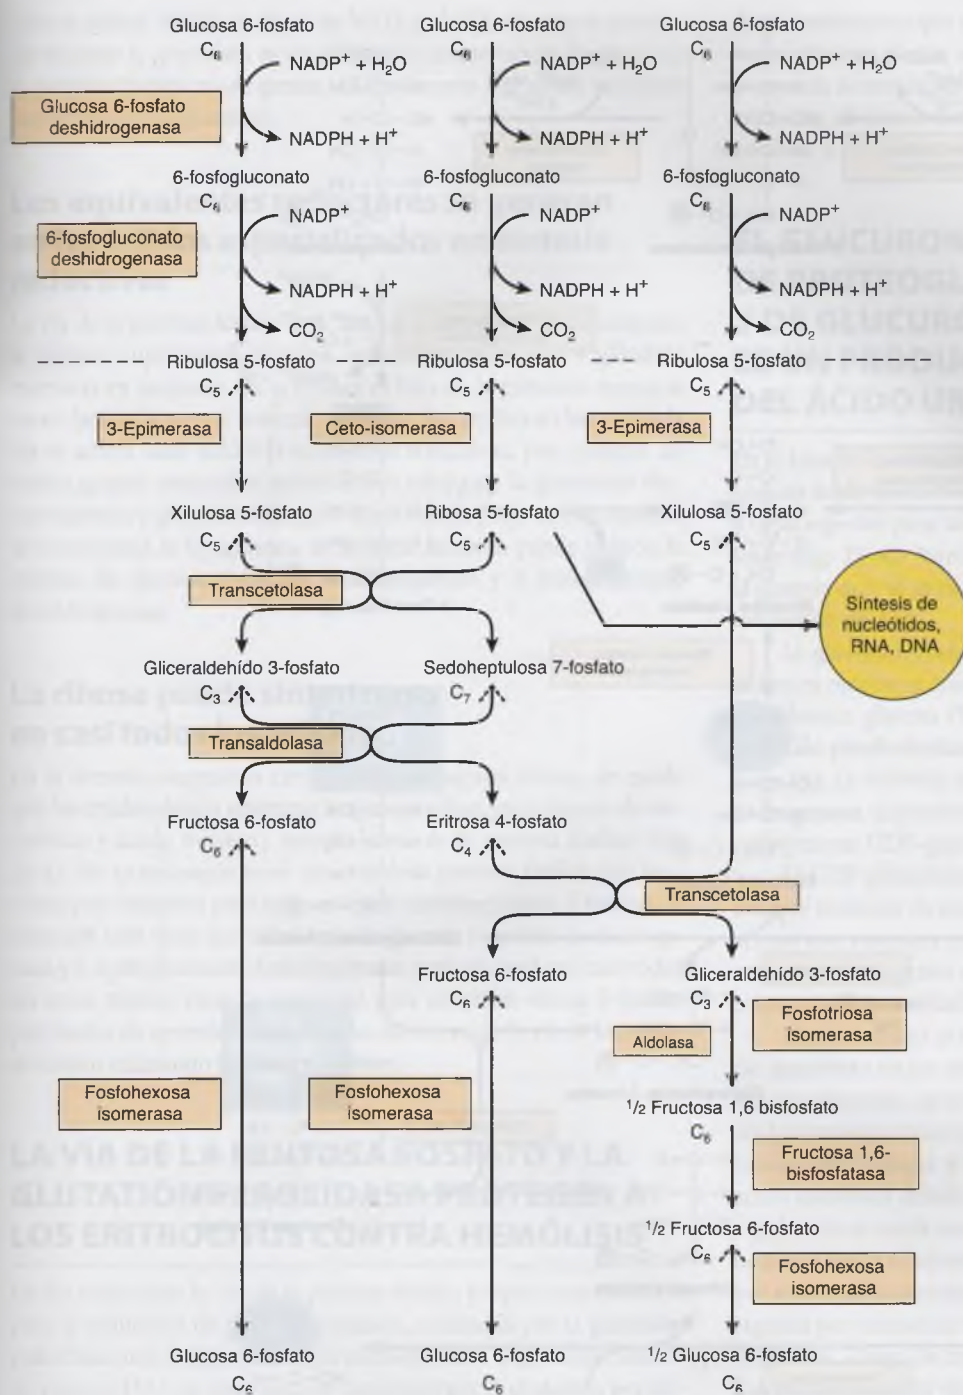 Glucosa 6-fosfato Glucosa 6-fosfato Glucosa 6-fosfato
C6 C6 C6
NADP+ + H2O NADP+ + H2O NADP+ + H2O
Glucosa 6-fosfato
deshidrogenasa
NADPH + H+ NADPH + H+ NADPH + H+
6-fosfogluconato 6-fosfogluconato 6-fosfogluconato
C6 C6 C6
NADP+ NADP+ NADP+
6-fosfogluconato
deshidrogenasa
NADPH + H+ NADPH + H+ NADPH + H+
CO2 CO2 CO2
Ribulosa 5-fosfato Ribulosa 5-fosfato Ribulosa 5-fosfato
C5 C5 C5
3-Epimerasa Ceto-isomerasa 3-Epimerasa
Xilulosa 5-fosfato Ribosa 5-fosfato Xilulosa 5-fosfato
C5 C5 C5
Transcetolasa
Síntesis de
nucleótidos,
RNA, DNA
Gliceraldehído 3-fosfato Sedoheptulosa 7-fosfato
C3 C7
Transaldolasa
Fructosa 6-fosfato Eritrosa 4-fosfato
C6 C4
Transcetolasa
Fructosa 6-fosfato Gliceraldehído 3-fosfato
C6 C3
Fosfotriosa
isomerasa
Aldolasa
Fosfohexosa
isomerasa
Fosfohexosa
isomerasa
1/2 Fructosa 1,6 bisfosfato
C6
Fructosa 1,6-
bisfosfatasa
1/2 Fructosa 6-fosfato
C6
Fosfohexosa
isomerasa
Glucosa 6-fosfato Glucosa 6-fosfato 1/2 Glucosa 6-fosfato
C6 C6 C6